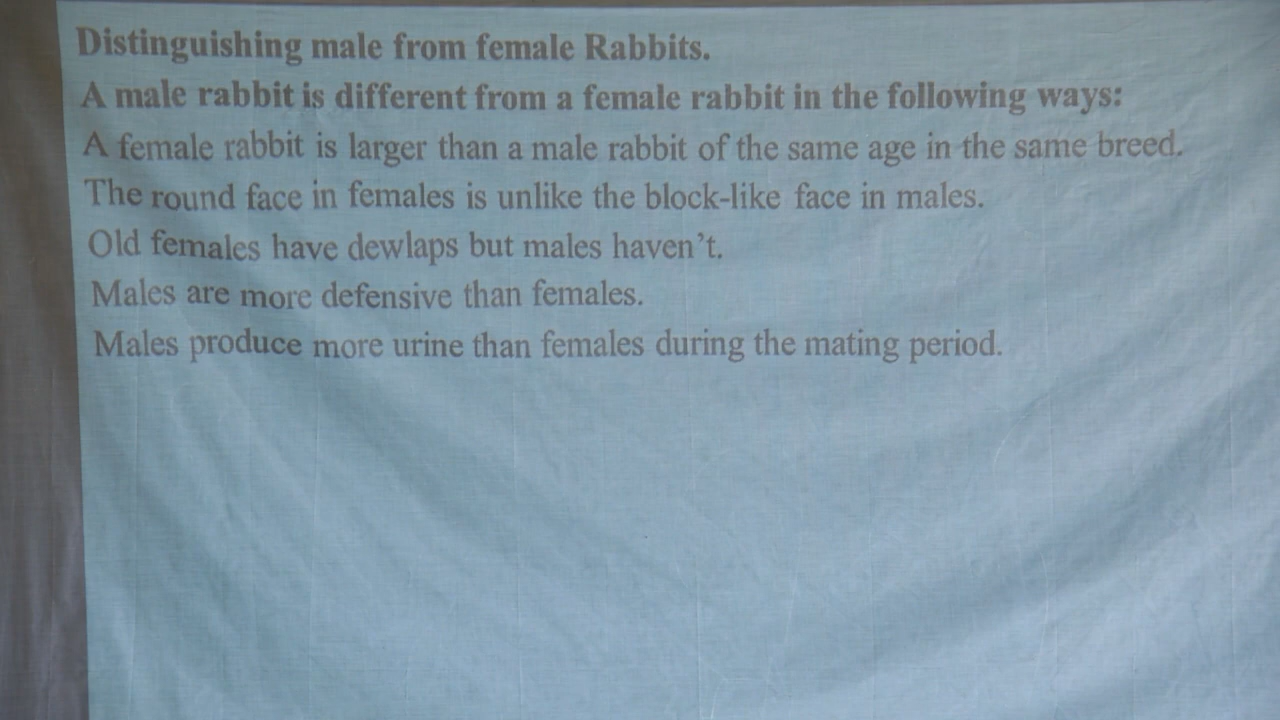 Distinguishing male from female Rabbits.
A male rabbit is different from a female rabbit in the following ways:
A female rabbit is larger than a male rabbit of the same age in the same breed.
The round face in females is unlike the block-like face in males.
Old females have dewlaps but males haven’t.
Males are more defensive than females.
Males produce more urine than females during the mating period.